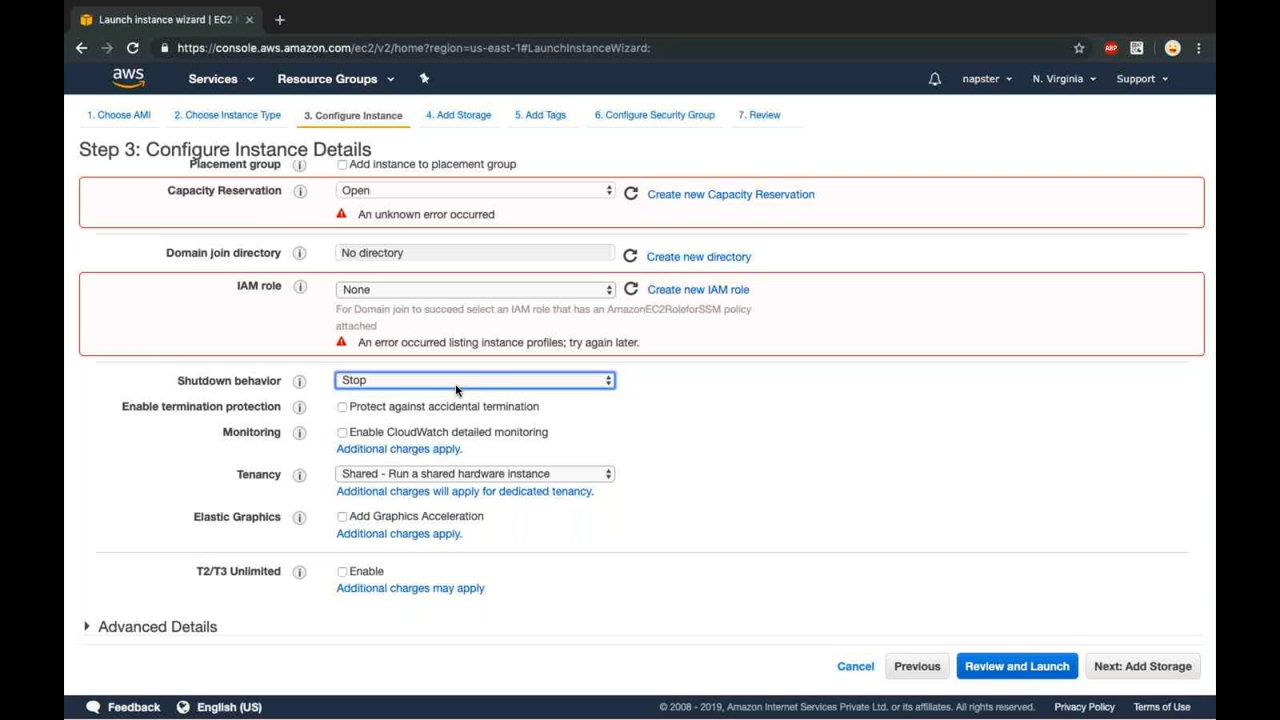 Launch instance wizard | EC2
https://console.aws.amazon.com/ec2/v2/home?region=us-east-1#LaunchInstanceWizard:
ABP
aws Services Resource Groups napster N. Virginia Support
1. Choose AMI 2. Choose Instance Type 3. Configure Instance 4. Add Storage 5. Add Tags 6. Configure Security Group 7. Review
Step 3: Configure Instance Details
Placement group Add instance to placement group
Capacity Reservation Open Create new Capacity Reservation
An unknown error occurred
Domain join directory No directory Create new directory
IAM role None Create new IAM role
For Domain join to succeed select an IAM role that has an AmazonEC2RoleforSSM policy
attached
An error occurred listing instance profiles; try again later.
Shutdown behavior Stop
Enable termination protection Protect against accidental termination
Monitoring Enable CloudWatch detailed monitoring
Additional charges apply.
Tenancy Shared - Run a shared hardware instance
Additional charges will apply for dedicated tenancy.
Elastic Graphics Add Graphics Acceleration
Additional charges apply.
T2/T3 Unlimited Enable
Additional charges may apply
Advanced Details
Cancel Previous Review and Launch Next: Add Storage
Feedback English (US) © 2008 - 2019, Amazon Internet Services Private Ltd. or its affiliates. All rights reserved. Privacy Policy Terms of Use